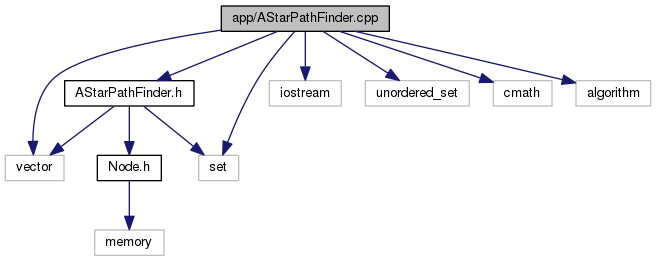 app/AStarPathFinder.cpp
AStarPathFinder.h
iostream
unordered_set
cmath
algorithm
vector
Node.h
set
memory